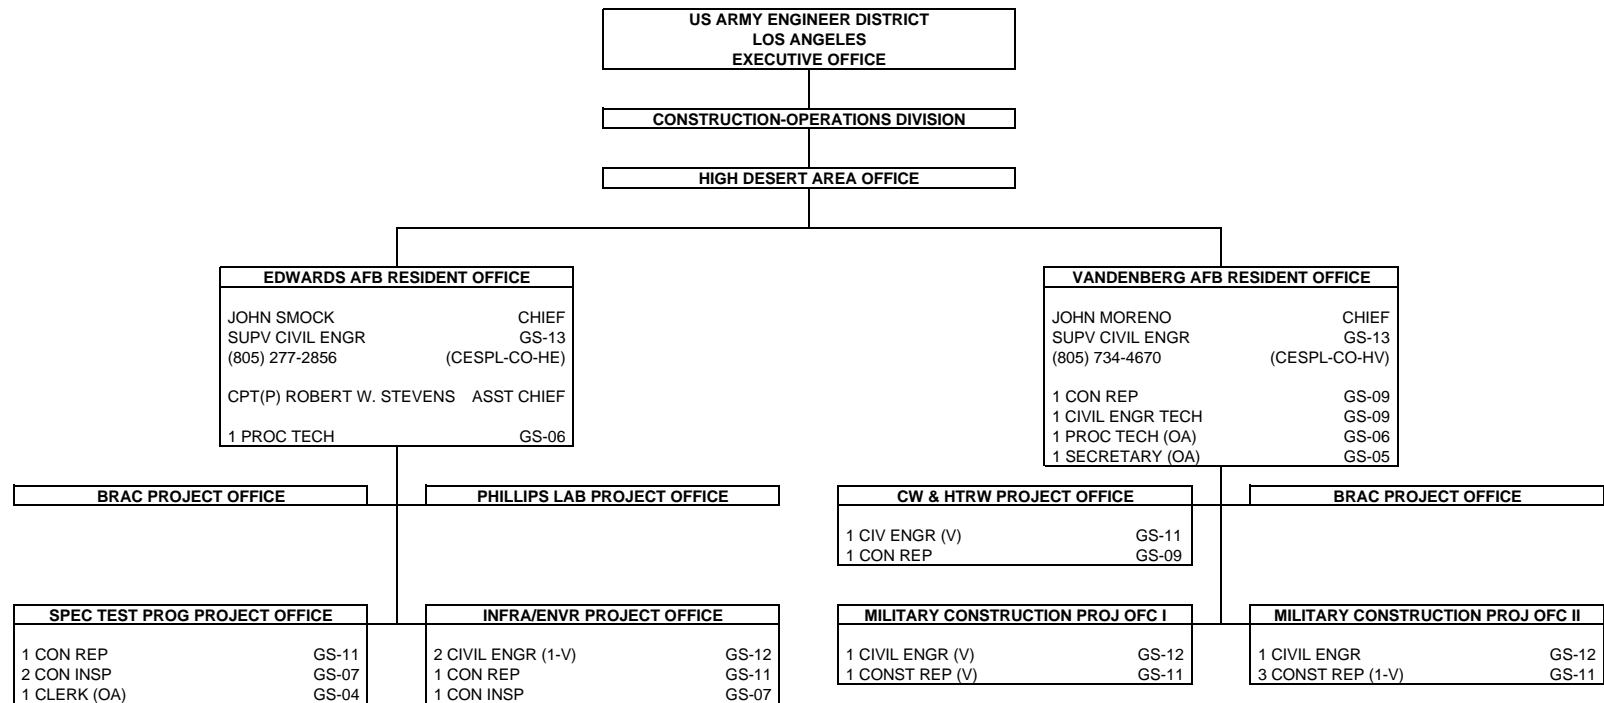 US ARMY ENGINEER DISTRICT
LOS ANGELES
EXECUTIVE OFFICE
CONSTRUCTION-OPERATIONS DIVISION
HIGH DESERT AREA OFFICE
EDWARDS AFB RESIDENT OFFICE
JOHN SMOCK CHIEF
SUPV CIVIL ENGR GS-13
(805) 277-2856 (CESPL-CO-HE)
CPT(P) ROBERT W. STEVENS ASST CHIEF
1 PROC TECH GS-06
VANDENBERG AFB RESIDENT OFFICE
JOHN MORENO CHIEF
SUPV CIVIL ENGR GS-13
(805) 734-4670 (CESPL-CO-HV)
1 CON REP GS-09
1 CIVIL ENGR TECH GS-09
1 PROC TECH (OA) GS-06
1 SECRETARY (OA) GS-05
BRAC PROJECT OFFICE
PHILLIPS LAB PROJECT OFFICE
CW & HTRW PROJECT OFFICE
1 CIV ENGR (V) GS-11
1 CON REP GS-09
BRAC PROJECT OFFICE
SPEC TEST PROG PROJECT OFFICE
1 CON REP GS-11
2 CON INSP GS-07
1 CLERK (OA) GS-04
INFRA/ENVR PROJECT OFFICE
2 CIVIL ENGR (1-V) GS-12
1 CON REP GS-11
1 CON INSP GS-07
MILITARY CONSTRUCTION PROJ OFC I
1 CIVIL ENGR (V) GS-12
1 CONST REP (V) GS-11
MILITARY CONSTRUCTION PROJ OFC II
1 CIVIL ENGR GS-12
3 CONST REP (1-V) GS-11